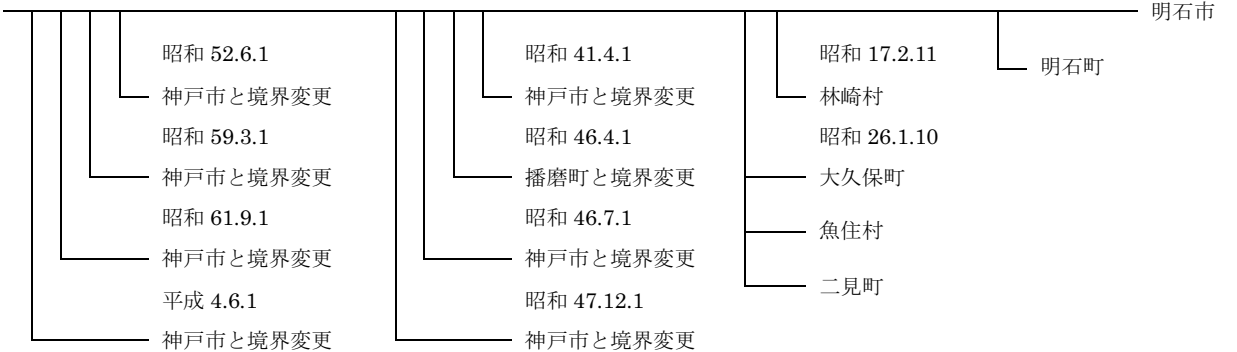 明石市
明石町
昭和 17.2.11
林崎村
昭和 26.1.10
大久保町
魚住村
二見町
昭和 41.4.1
神戸市と境界変更
昭和 46.4.1
播磨町と境界変更
昭和 46.7.1
神戸市と境界変更
昭和 47.12.1
神戸市と境界変更
昭和 52.6.1
神戸市と境界変更
昭和 59.3.1
神戸市と境界変更
昭和 61.9.1
神戸市と境界変更
平成 4.6.1
神戸市と境界変更